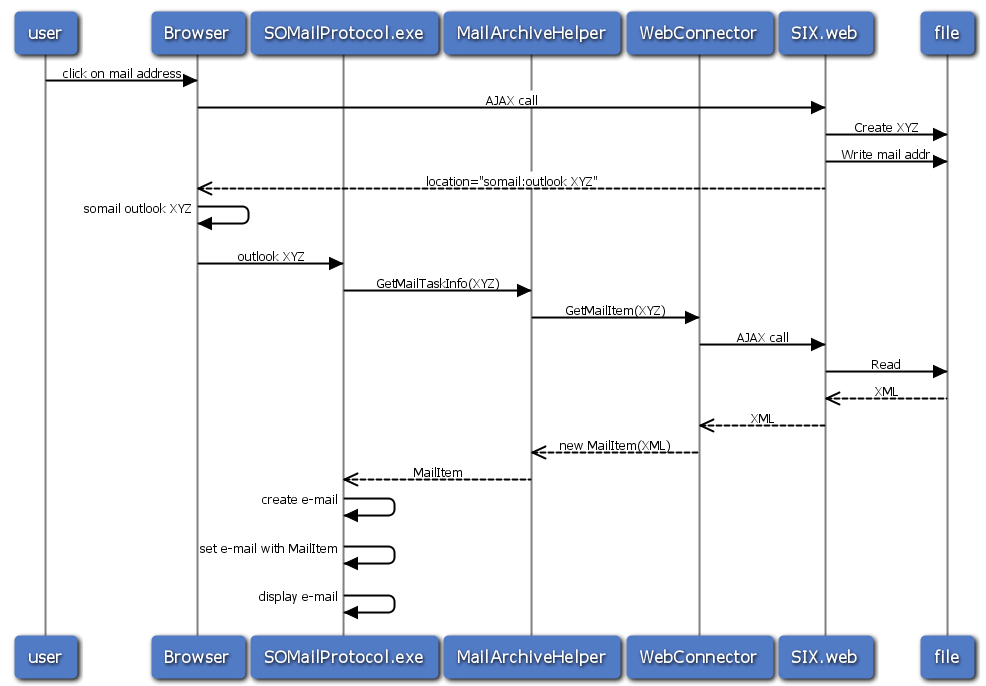 user
Browser
SOMailProtocol.exe
MailArchiveHelper
WebConnector
SIX.web
file
click on mail address
AJAX call
Create XYZ
Write mail addr
location="somail:outlook XYZ"
somail outlook XYZ
outlook XYZ
GetMailTaskInfo(XYZ)
GetMailItem(XYZ)
AJAX call
Read
XML
XML
new MailItem(XML)
MailItem
create e-mail
set e-mail with MailItem
display e-mail
user
Browser
SOMailProtocol.exe
MailArchiveHelper
WebConnector
SIX.web
file